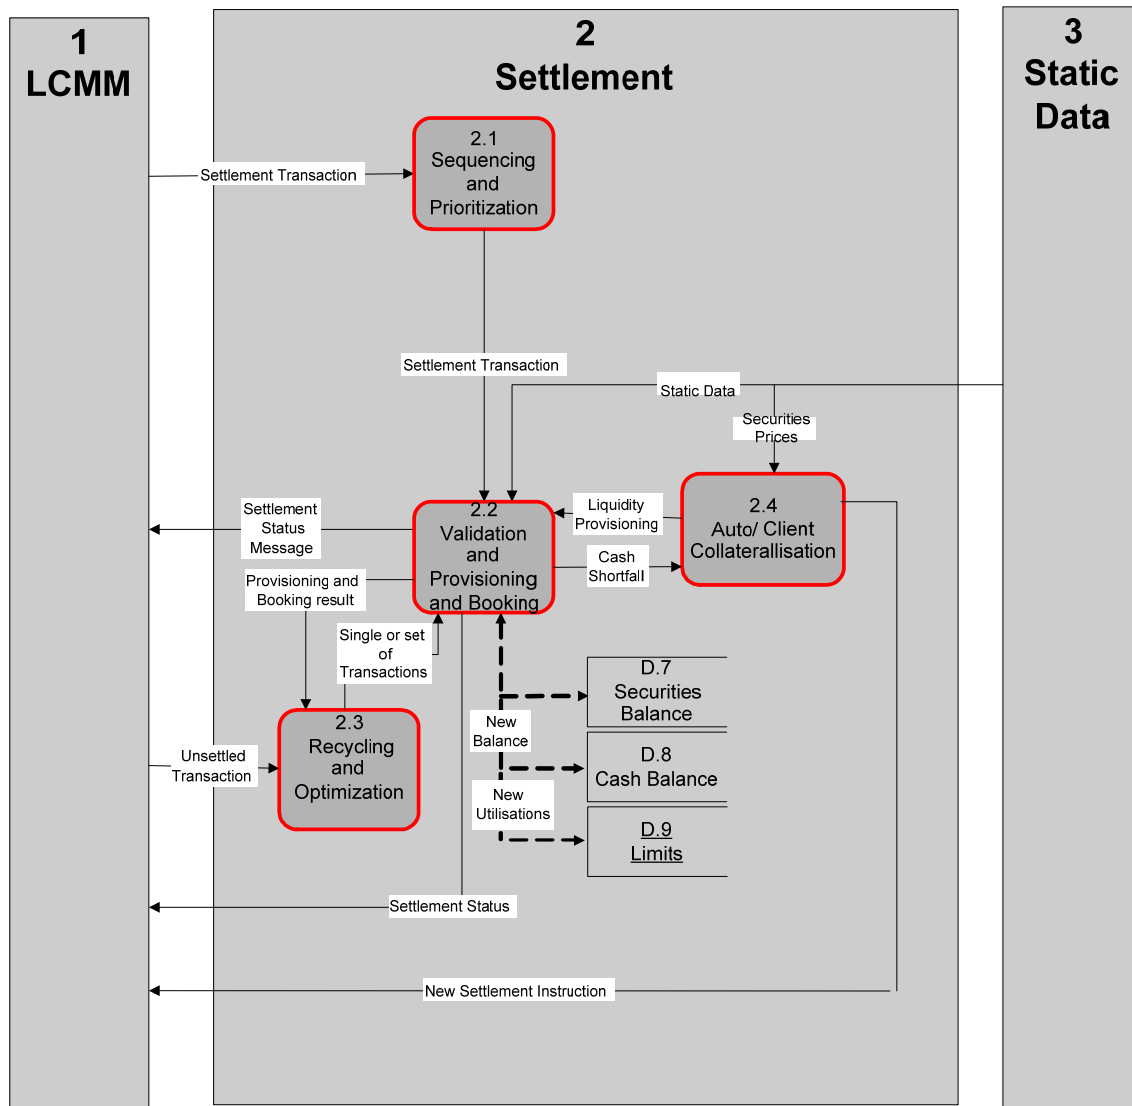 1
LCMM
2
Settlement
3
Static
Data
2.1
Sequencing
and
Prioritization
Settlement Transaction
Settlement Transaction
Static Data
Securities
Prices
Settlement
Status
Message
2.2
Validation
and
Provisioning
and Booking
Liquidity
Provisioning
Cash
Shortfall
2.4
Auto/ Client
Collaterallisation
Provisioning and
Booking result
Single or set
of
Transactions
2.3
Recycling
and
Optimization
Unsettled
Transaction
New
Balance
New
Utilisations
D.7
Securities
Balance
D.8
Cash Balance
D.9
Limits
Settlement Status
New Settlement Instruction